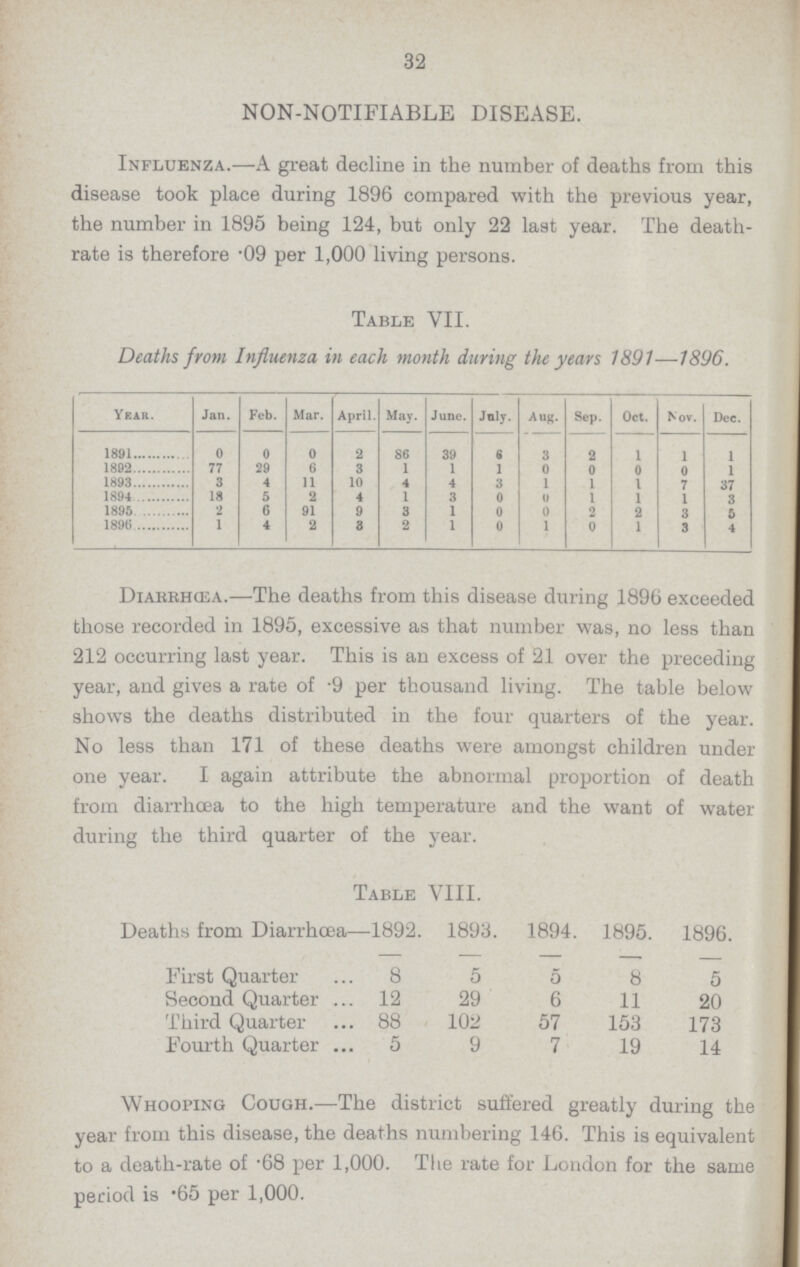 32
NON-NOTIFIABLE DISEASE.
INFLUENZA.—A great decline in the number of deaths from this
disease took place during 1896 compared with the previous year,
the number in 1895 being 124, but only 22 last year. The death-
rate is therefore ·09 per 1,000 living persons.
TABLE VII.
Deaths from Influenza in each month during the years 1891—1896.
YEAR. Jan. Feb. Mar. April. May. June. July. Aug. Sep. Oct. Nov. Dec.
1891............ 0 0 0 2 86 39 6 3 2 1 1 1
1892............ 77 29 6 3 1 1 1 0 0 0 0 1
1893............ 3 4 11 10 4 4 3 1 1 1 7 37
1894............ 18 5 2 4 1 3 0 0 1 1 1 3
1895............ 2 6 91 9 3 1 0 0 2 2 3 5
1896............ 1 4 2 3 2 1 0 1 0 1 3 4
DIARRHŒA.—The deaths from this disease during 1896 exceeded
those recorded in 1895, excessive as that number was, no less than
212 occurring last year. This is an excess of 21 over the preceding
year, and gives a rate of ·9 per thousand living. The table below
shows the deaths distributed in the four quarters of the year.
No less than 171 of these deaths were amongst children under
one year. I again attribute the abnormal proportion of death
from diarrhœa to the high temperature and the want of water
during the third quarter of the year.
TABLE VIII.
Deaths from Diarrhœa—1892. 1893. 1894. 1895. 1896.
— — — — —
First Quarter ... 8 5 5 8 5
Second Quarter ... 12 29 6 11 20
Third Quarter ... 88 102 57 153 173
Fourth Quarter ... 5 9 7 19 14
WHOOPING COUGH.—The district suffered greatly during the
year from this disease, the deaths numbering 146. This is equivalent
to a death-rate of ·68 per 1,000. The rate for London for the same
period is ·65 per 1,000.